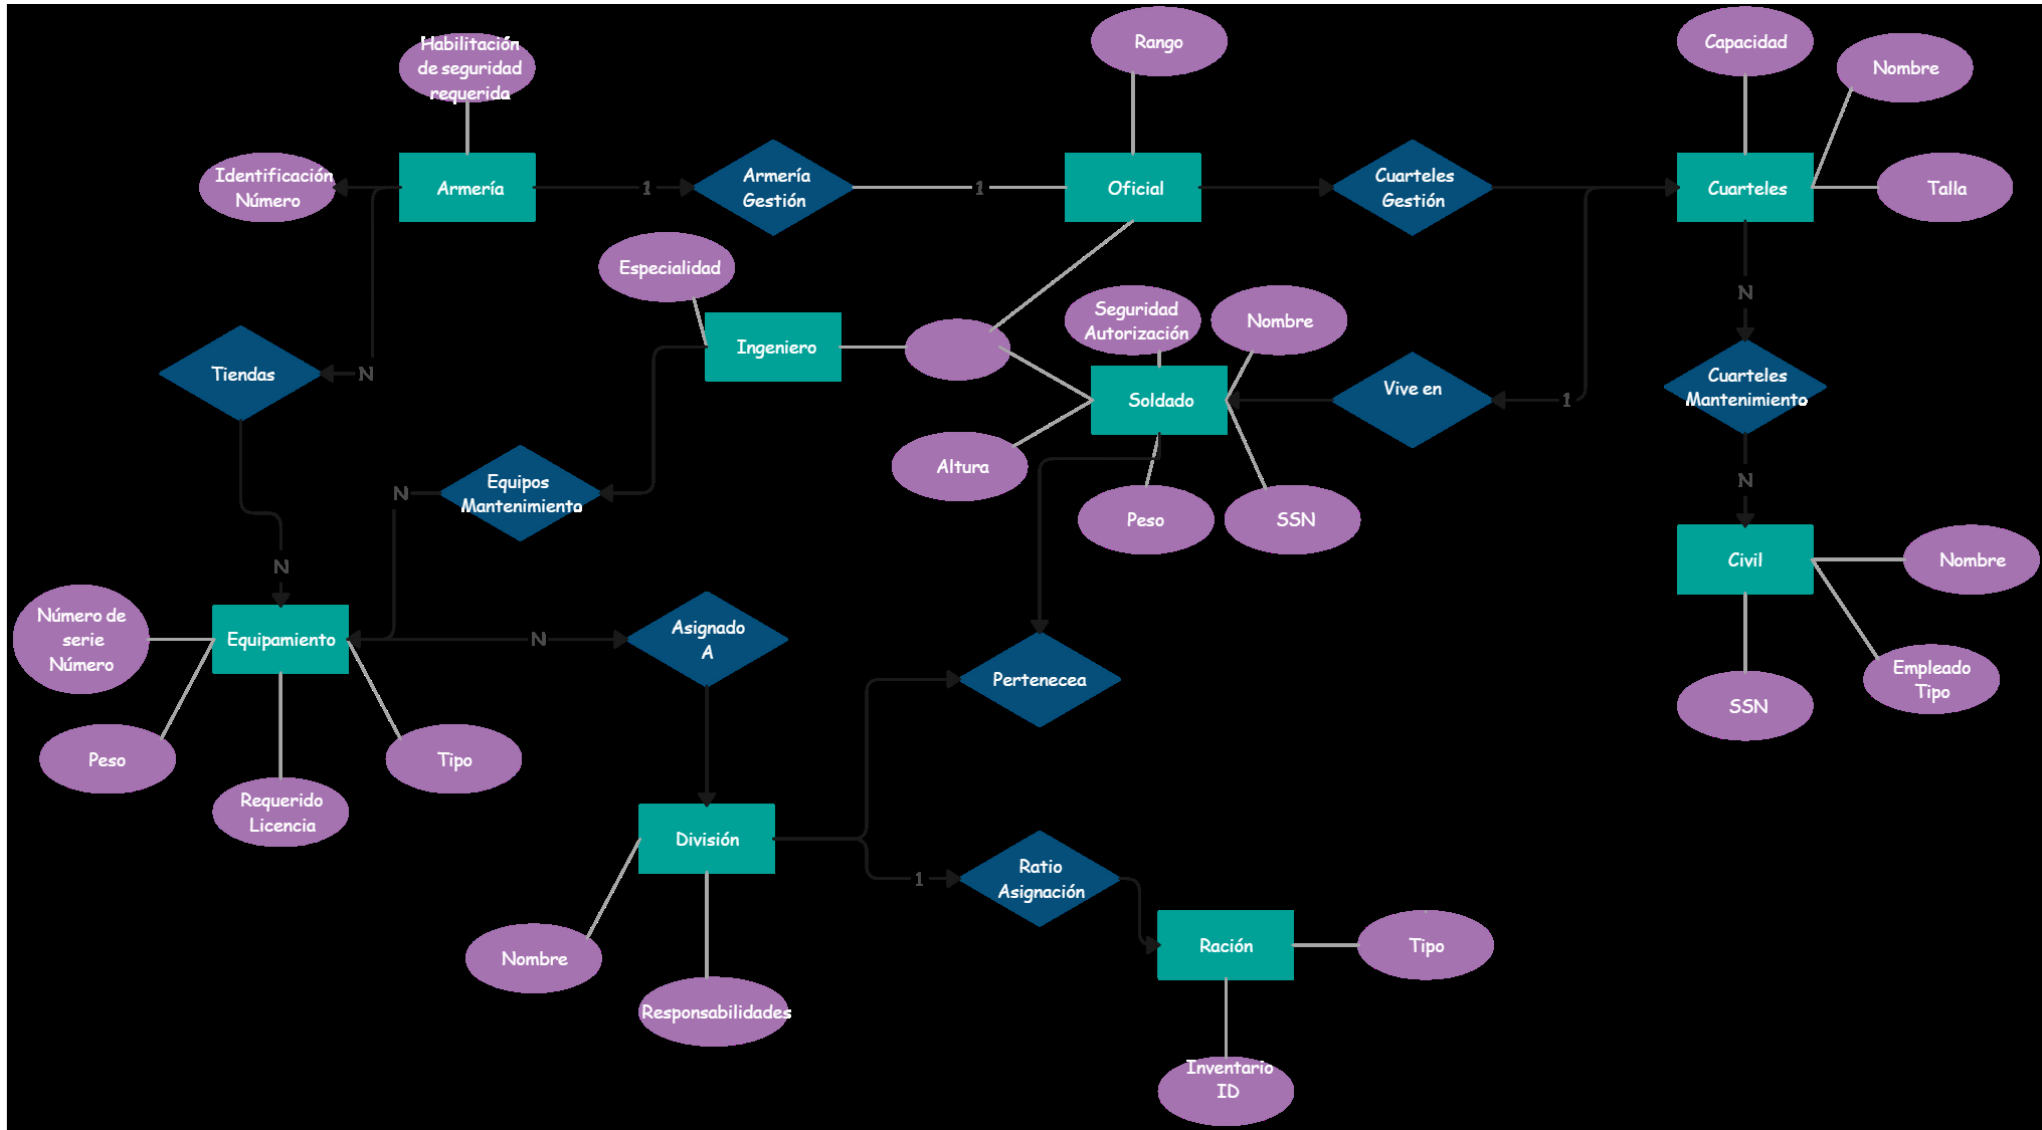 Habilitación
de seguridad
requerida
Rango
Capacidad
Nombre
Identificación
Número
Armería
1
Armería
Gestión
1
Oficial
Cuarteles
Gestión
Cuarteles
Talla
Especialidad
Ingeniero
Seguridad
Autorización
Nombre
N
Tiendas
N
Soldado
Vive en
1
Cuarteles
Mantenimiento
Altura
Equipos
Mantenimiento
N
Peso
SSN
N
Civil
Nombre
N
Número de
serie
Número
Equipamiento
N
Asignado
A
Pertenecea
Empleado
Tipo
SSN
Peso
Tipo
Requerido
Licencia
División
1
Ratio
Asignación
Ración
Tipo
Nombre
Responsabilidades
Inventario
ID